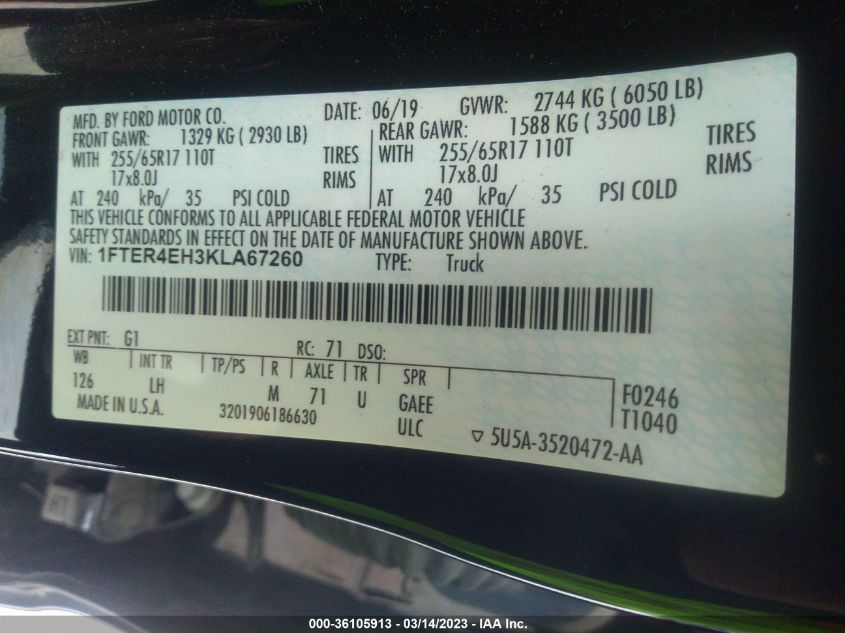 MFD. BY FORD MOTOR CO. DATE: 06/19 GVWR: 2744 KG ( 6050 LB)
FRONT GAWR: 1329 KG ( 2930 LB) REAR GAWR: 1588 KG ( 3500 LB)
WITH 255/65R17 110T TIRES WITH 255/65R17 110T TIRES
17x8.0J RIMS 17x8.0J RIMS
AT 240 kPa/ 35 PSI COLD AT 240 kPa/ 35 PSI COLD
THIS VEHICLE CONFORMS TO ALL APPLICABLE FEDERAL MOTOR VEHICLE
SAFETY STANDARDS IN EFFECT ON THE DATE OF MANUFACTURE SHOWN ABOVE.
VIN: 1FTER4EH3KLA67260 TYPE: Truck
EXT PNT: G1 RC: 71 DSO:
WB INT TR TP/PS R AXLE TR SPR
126 LH M 71 U GAEE F0246
MADE IN U.S.A. 3201906186630 ULC T1040
5U5A-3520472-AA
000-36105913 - 03/14/2023 - IAA Inc.